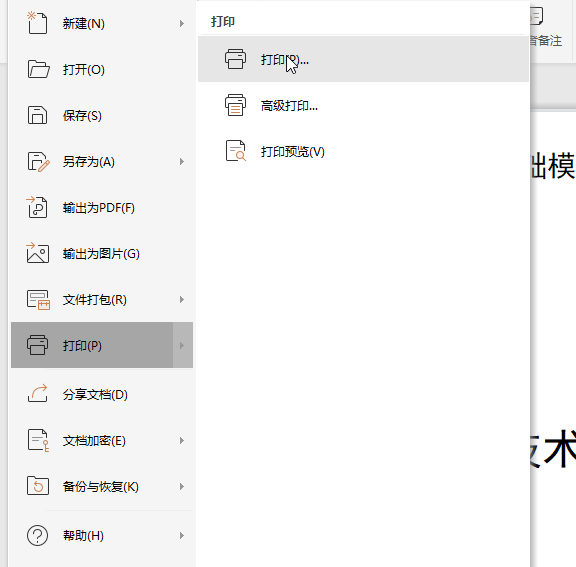 新建(N)
打开(O)
保存(S)
另存为(A)
输出为PDF(F)
输出为图片(G)
文件打包(R)
打印(P)
分享文档(D)
文档加密(E)
备份与恢复(K)
帮助(H)
打印
打印(P)...
高级打印...
打印预览(V)
备注
础模
术